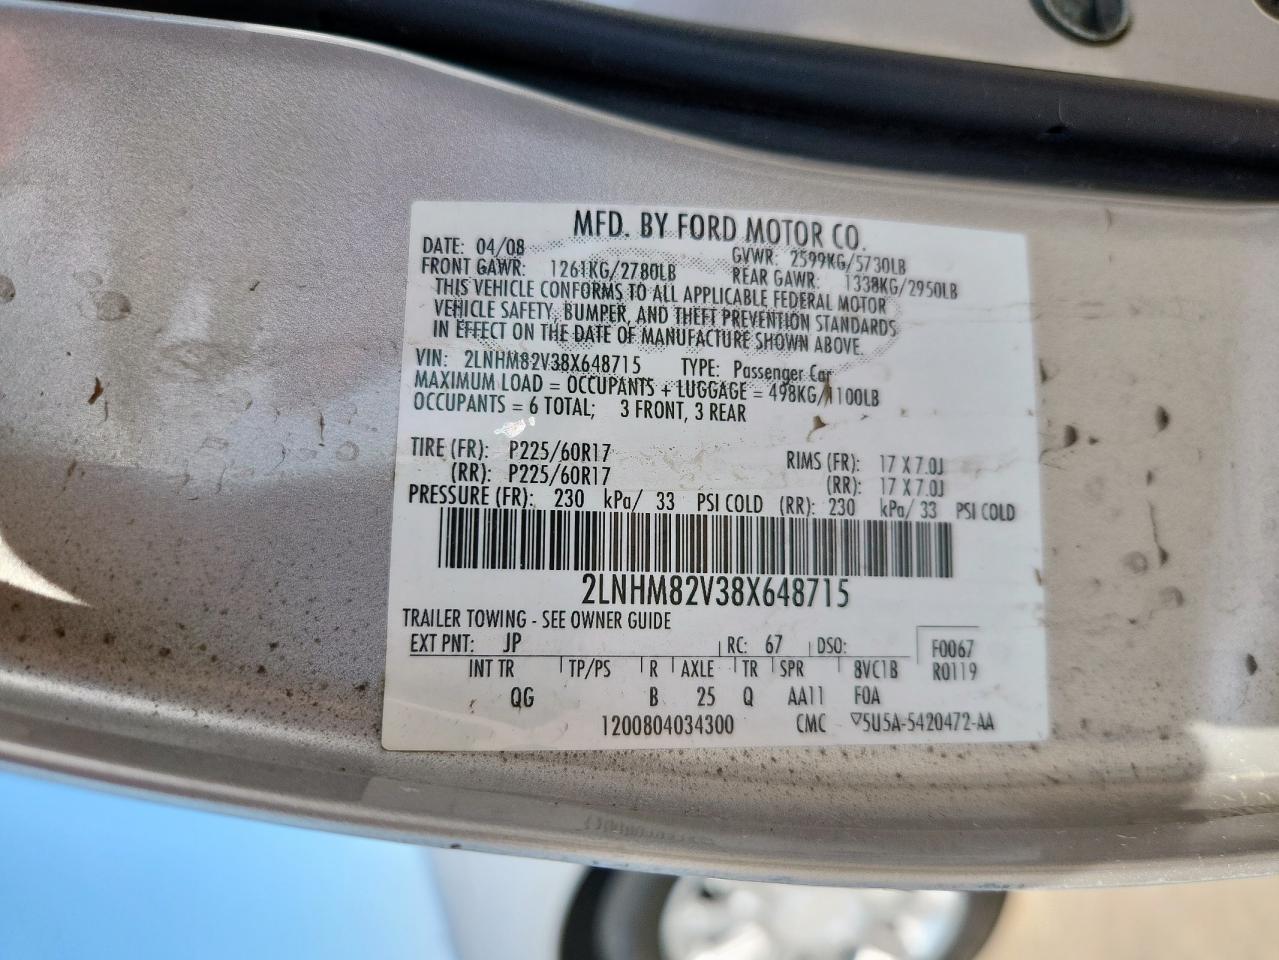 MFD. BY FORD MOTOR CO.
DATE: 04/08 GVWR: 2599KG/5730LB
FRONT GAWR: 1261KG/2780LB REAR GAWR: 1338KG/2950LB
THIS VEHICLE CONFORMS TO ALL APPLICABLE FEDERAL MOTOR
VEHICLE SAFETY, BUMPER, AND THEFT PREVENTION STANDARDS
IN EFFECT ON THE DATE OF MANUFACTURE SHOWN ABOVE.
VIN: 2LNHM82V38X648715 TYPE: Passenger Car
MAXIMUM LOAD = OCCUPANTS + LUGGAGE = 498KG/1100LB
OCCUPANTS = 6 TOTAL; 3 FRONT, 3 REAR
TIRE (FR): P225/60R17 RIMS (FR): 17 X 7.0J
(RR): P225/60R17 (RR): 17 X 7.0J
PRESSURE (FR): 230 kPa/ 33 PSI COLD (RR): 230 kPa/ 33 PSI COLD
2LNHM82V38X648715
TRAILER TOWING - SEE OWNER GUIDE
EXT PNT: JP RC: 67 DSO: F0067
INT TR TP/PS R AXLE TR SPR 8VC1B R0119
QG B 25 Q AA11 FOA
1200804034300 CMC ▽5U5A-5420472-AA